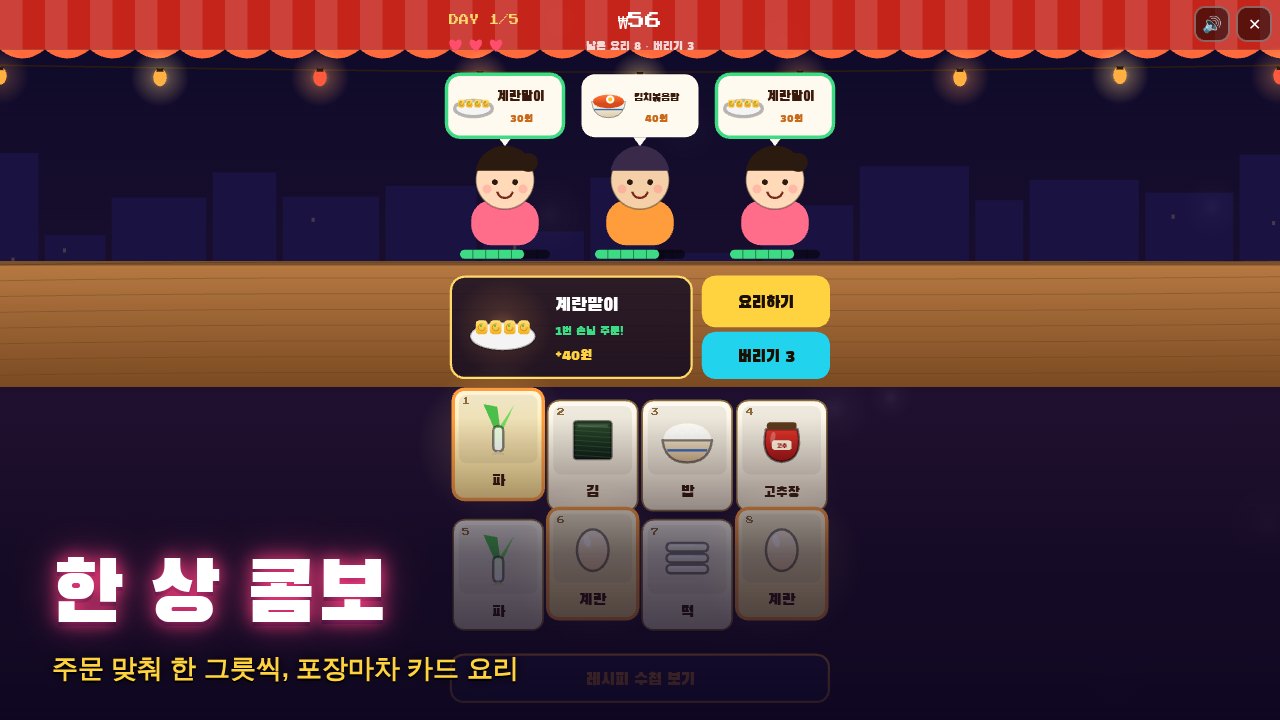 DAY 1/5
₩56
남은 요리 8 · 버리기 3
계란말이
30원
김치볶음밥
40원
계란말이
30원
계란말이
1번 손님 주문!
+40원
요리하기
버리기 3
1
파
2
김
3
밥
4
고추
고추장
5
파
6
계란
7
떡
8
계란
한 상 콤보
주문 맞춰 한 그릇씩, 포장마차 카드 요리
레시피 수첩 보기